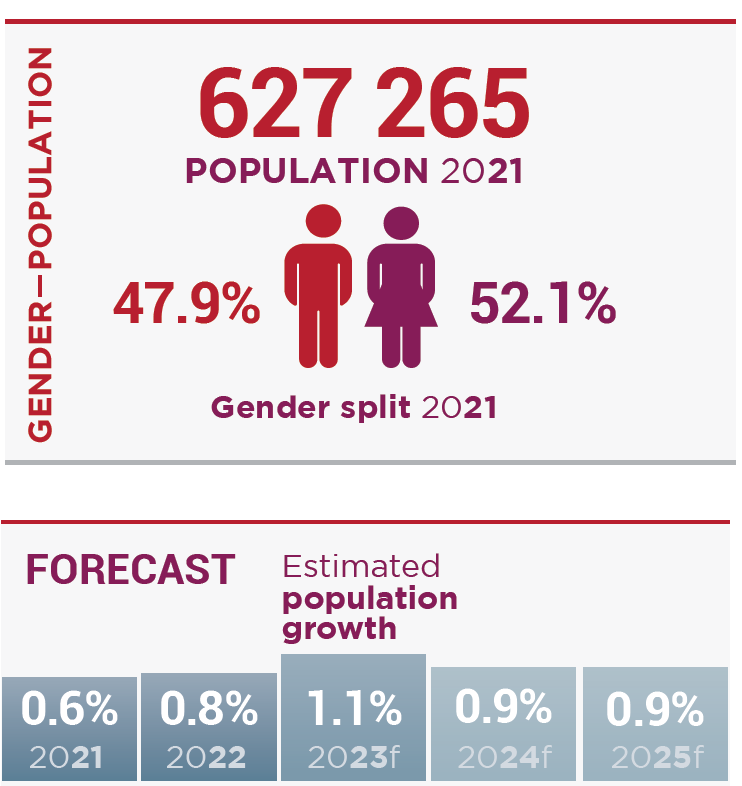 GENDER—POPULATION
627 265
POPULATION 2021
47.9%
52.1%
Gender split 2021
FORECAST
Estimated
population
growth
0.6%
2021
0.8%
2022
1.1%
2023f
0.9%
2024f
0.9%
2025f